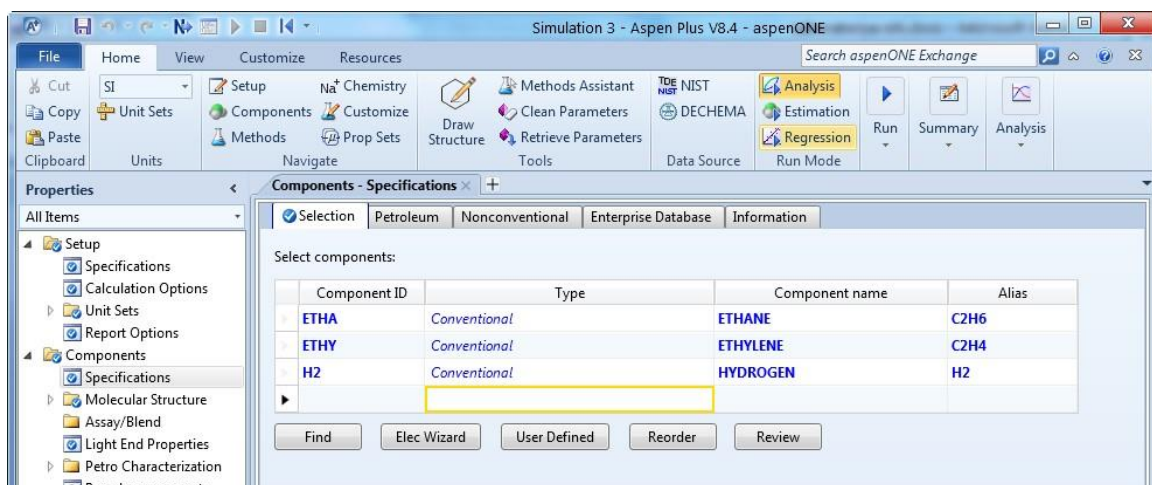 Simulation 3 - Aspen Plus V8.4 - aspenONE
File Home View Customize Resources Search aspenONE Exchange
Cut SI Setup Na+ Chemistry Methods Assistant NIST Analysis
Copy Unit Sets Components Customize Draw Structure Clean Parameters DECHEMA Estimation Run Summary Analysis
Paste Methods Prop Sets Retrieve Parameters Regression
Clipboard Units Navigate Tools Data Source Run Mode
Properties < Components - Specifications × +
All Items Selection Petroleum Nonconventional Enterprise Database Information
Setup
Specifications
Calculation Options
Unit Sets
Report Options
Components
Specifications
Molecular Structure
Assay/Blend
Light End Properties
Petro Characterization
Select components:
Component ID Type Component name Alias
ETHA Conventional ETHANE C2H6
ETHY Conventional ETHYLENE C2H4
H2 Conventional HYDROGEN H2
Find Elec Wizard User Defined Reorder Review